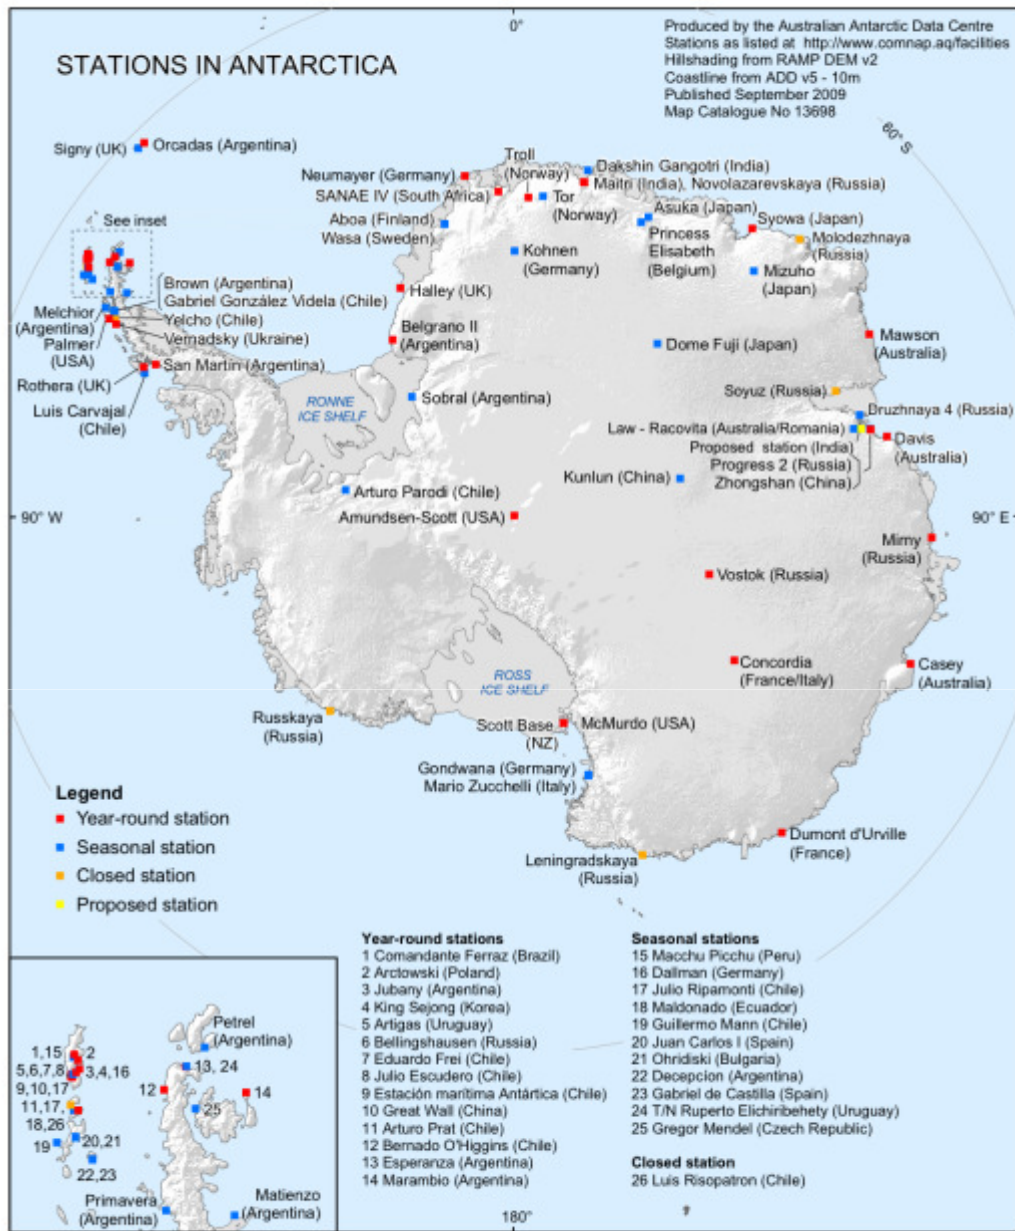 STATIONS IN ANTARCTICA
0°
Produced by the Australian Antarctic Data Centre
Stations as listed at http://www.comnap.aq/facilities
Hillshading from RAMP DEM v2
Coastline from ADD v5 - 10m
Published September 2009
Map Catalogue No 13698
60°S
Signy (UK)
Orcadas (Argentina)
Troll
(Norway)
Dakshin Gangotri (India)
Neumayer (Germany)
Maitri (India), Novolazarevskaya (Russia)
SANAE IV (South Africa)
Tor
(Norway)
Asuka (Japan)
Syowa (Japan)
See inset
Aboa (Finland)
Wasa (Sweden)
Princess
Elisabeth
(Belgium)
Molodezhnaya
(Russia)
Kohnen
(Germany)
Mizuho
(Japan)
Brown (Argentina)
Gabriel González Videla (Chile)
Halley (UK)
Melchior
(Argentina)
Yelcho (Chile)
Palmer
(USA)
Vernadsky (Ukraine)
Belgrano II
(Argentina)
Dome Fuji (Japan)
Mawson
(Australia)
San Martin (Argentina)
Rothera (UK)
Luis Carvajal
(Chile)
RONNE
ICE SHELF
Sobral (Argentina)
Soyuz (Russia)
Druzhnaya 4 (Russia)
Law - Racovita (Australia/Romania)
Proposed station (India)
Progress 2 (Russia)
Zhongshan (China)
Davis
(Australia)
Kunlun (China)
Arturo Parodi (Chile)
90° W
Amundsen-Scott (USA)
90° E
Mirny
(Russia)
Vostok (Russia)
Concordia
(France/Italy)
Casey
(Australia)
ROSS
ICE SHELF
Russkaya
(Russia)
Scott Base
(NZ)
McMurdo (USA)
Gondwana (Germany)
Mario Zucchelli (Italy)
Dumont d'Urville
(France)
Leningradskaya
(Russia)
Legend
Year-round station
Seasonal station
Closed station
Proposed station
Year-round stations
1 Comandante Ferraz (Brazil)
2 Arctowski (Poland)
3 Jubany (Argentina)
4 King Sejong (Korea)
5 Artigas (Uruguay)
6 Bellingshausen (Russia)
7 Eduardo Frei (Chile)
8 Julio Escudero (Chile)
9 Estación marítima Antártica (Chile)
10 Great Wall (China)
11 Arturo Prat (Chile)
12 Bernado O'Higgins (Chile)
13 Esperanza (Argentina)
14 Marambio (Argentina)
Seasonal stations
15 Macchu Picchu (Peru)
16 Dallman (Germany)
17 Julio Ripamonti (Chile)
18 Maldonado (Ecuador)
19 Guillermo Mann (Chile)
20 Juan Carlos I (Spain)
21 Ohridiski (Bulgaria)
22 Decepcion (Argentina)
23 Gabriel de Castilla (Spain)
24 T/N Ruperto Elichiribehety (Uruguay)
25 Gregor Mendel (Czech Republic)
Closed station
26 Luis Risopatron (Chile)
Petrel
(Argentina)
1,15
2
5,6,7,8
3,4,16
13, 24
9,10,17
12
14
11,17,
18,26
25
19
20,21
22,23
Primavera
(Argentina)
Matienzo
(Argentina)
180°